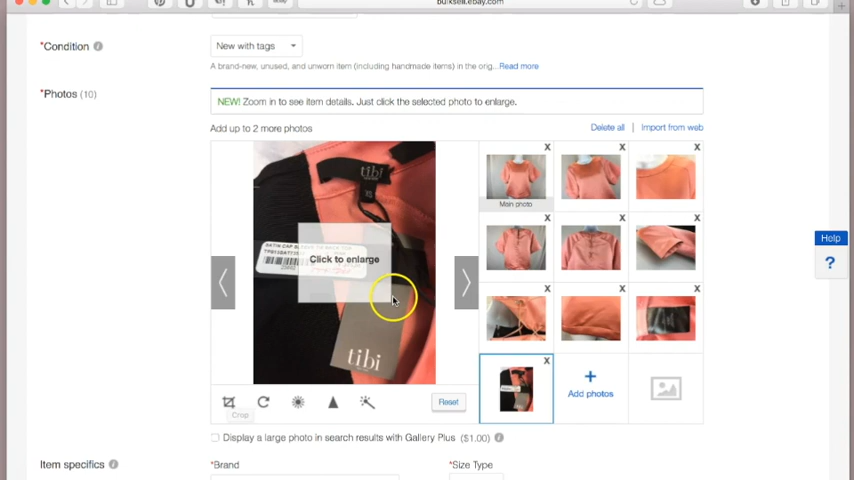 bulksell.ebay.com
*Condition
New with tags
A brand-new, unused, and unworn item (including handmade items) in the orig...Read more
*Photos (10)
NEW! Zoom in to see item details. Just click the selected photo to enlarge.
Add up to 2 more photos
Delete all | Import from web
X X X
tibi
Main photo
X X X
Help
?
Click to enlarge
X X X
tibi
X
+
Add photos
Reset
Crop
Display a large photo in search results with Gallery Plus ($1.00)
Item specifics
*Brand
*Size Type